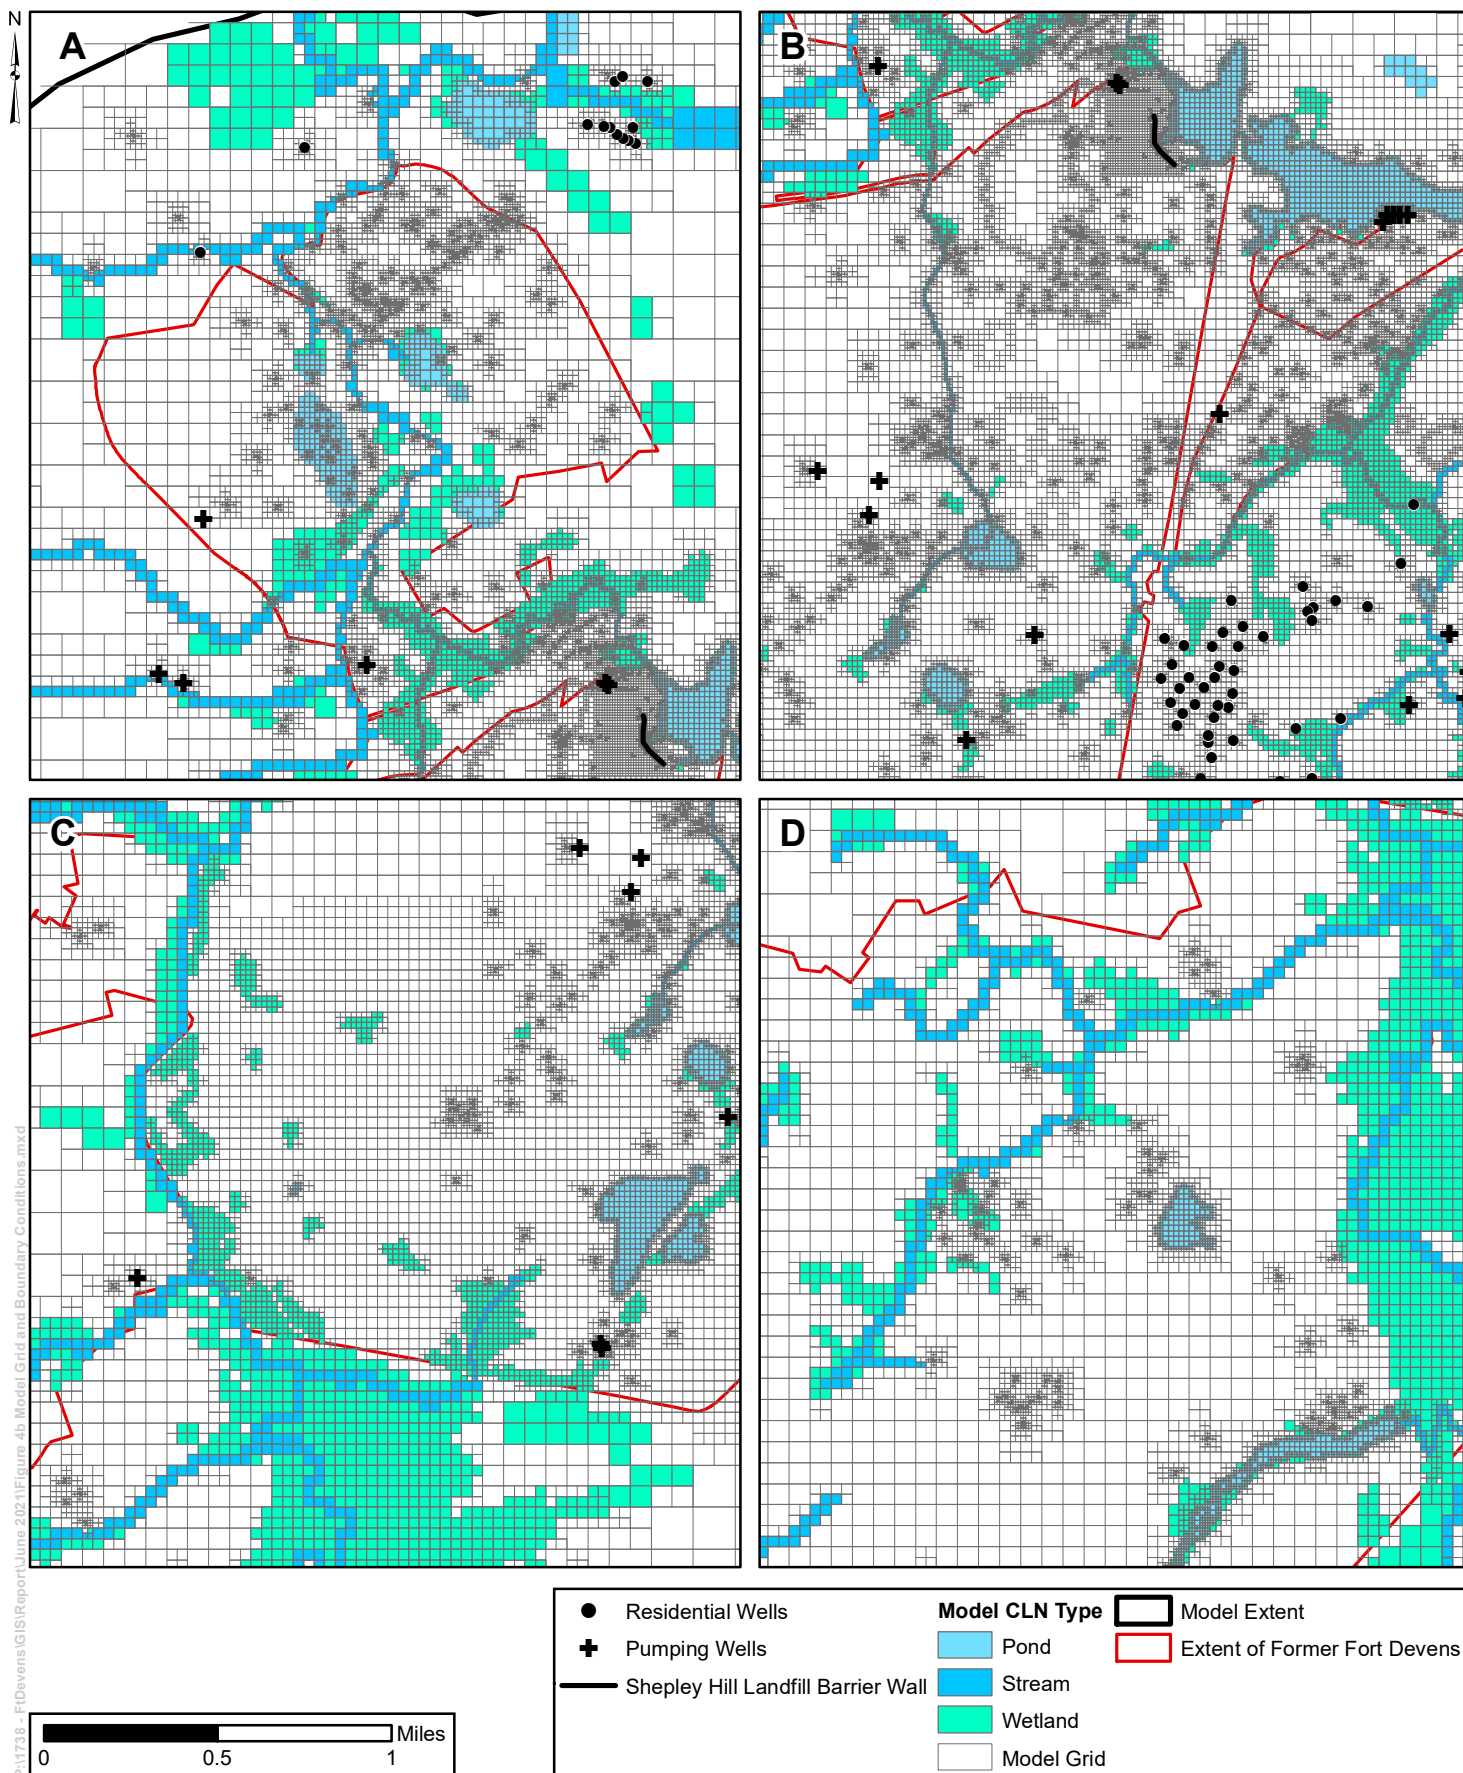 N
A
B
C
D
P:\1738 - FtDevens\GIS\Report\June 2021\Figure 4b Model Grid and Boundary Conditions.mxd
Residential Wells
Pumping Wells
Shepley Hill Landfill Barrier Wall
Model CLN Type
Pond
Stream
Wetland
Model Grid
Model Extent
Extent of Former Fort Devens
Miles
0 0.5 1